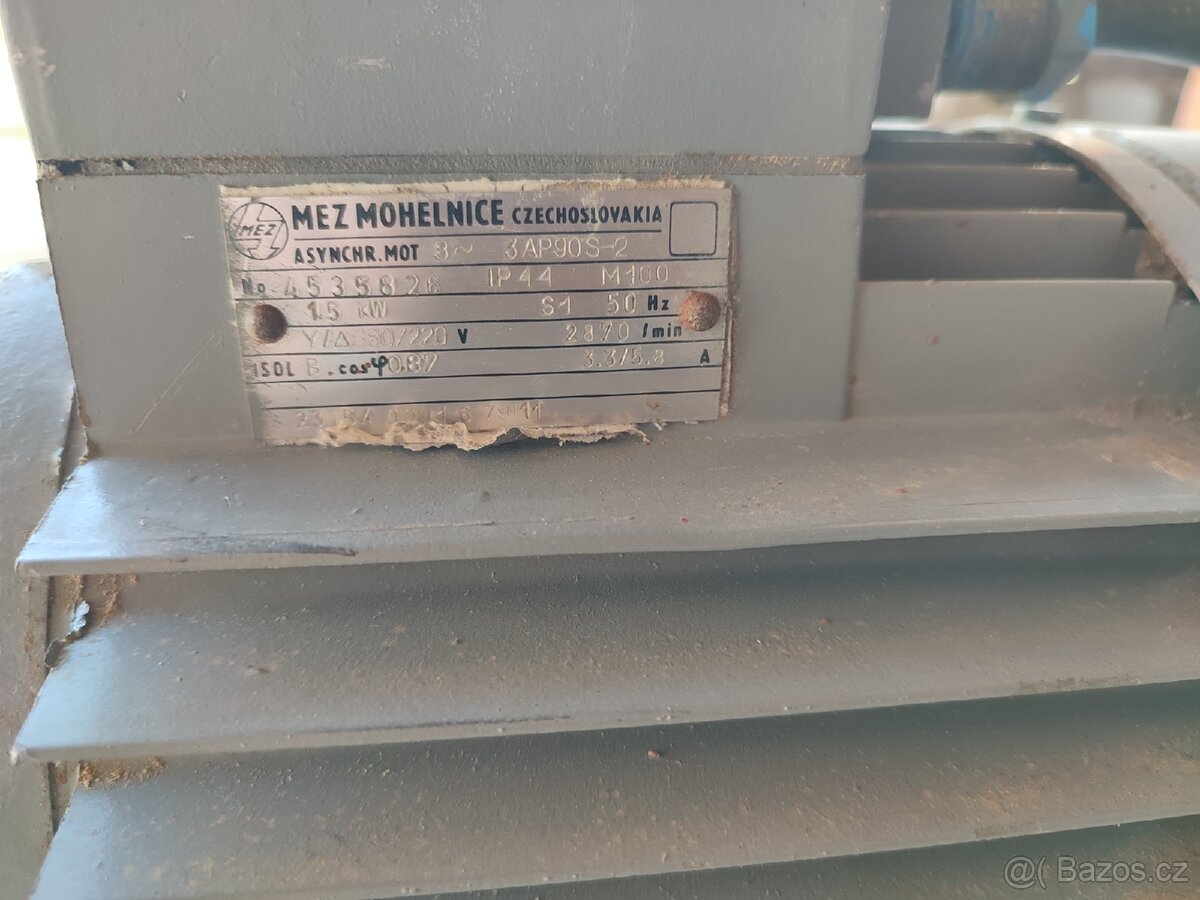 MEZ MEZ MOHELNICE CZECHOSLOVAKIA
ASYNCHR. MOT 3~ 3AP90S-2
No 4535826 IP44 M100
1.5 kW S1 50 Hz
Y/Δ 380/220 V 2870 /min
ISOL B. cosφ 0.87 3.3/5.8 A
@( Bazos.cz